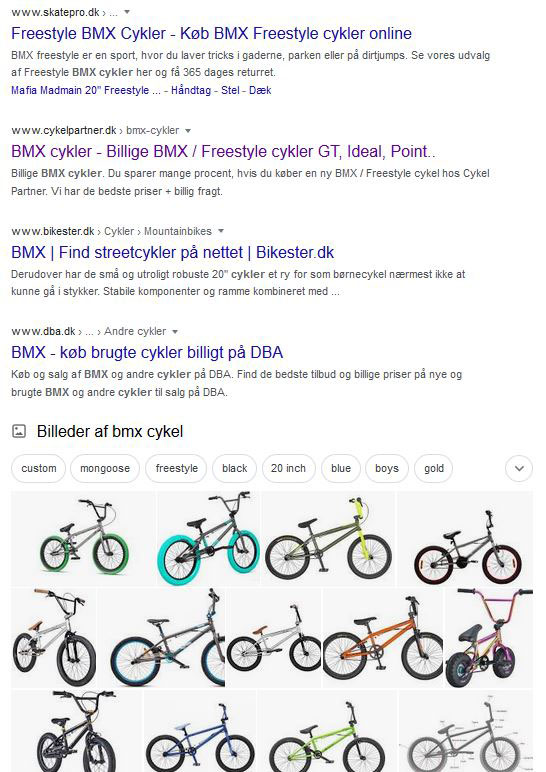 www.skatepro.dk › ...
Freestyle BMX Cykler - Køb BMX Freestyle cykler online
BMX freestyle er en sport, hvor du laver tricks i gaderne, parken eller på dirtjumps. Se vores udvalg
af Freestyle BMX cykler her og få 365 dages returret.
Mafia Madmain 20" Freestyle ... - Håndtag - Stel - Dæk
www.cykelpartner.dk › bmx-cykler
BMX cykler - Billige BMX / Freestyle cykler GT, Ideal, Point..
Billige BMX cykler. Du sparer mange procent, hvis du køber en ny BMX / Freestyle cykel hos Cykel
Partner. Vi har de bedste priser + billig fragt.
www.bikester.dk › Cykler › Mountainbikes
BMX | Find streetcykler på nettet | Bikester.dk
Derudover har de små og utroligt robuste 20" cykler et ry for som børnecykel nærmest ikke at
kunne gå i stykker. Stabile komponenter og ramme kombineret med ...
www.dba.dk › ... › Andre cykler
BMX - køb brugte cykler billigt på DBA
Køb og salg af BMX og andre cykler på DBA. Find de bedste tilbud og billige priser på nye og
brugte BMX og andre cykler til salg på DBA.
Billeder af bmx cykel
custom mongoose freestyle black 20 inch blue boys gold